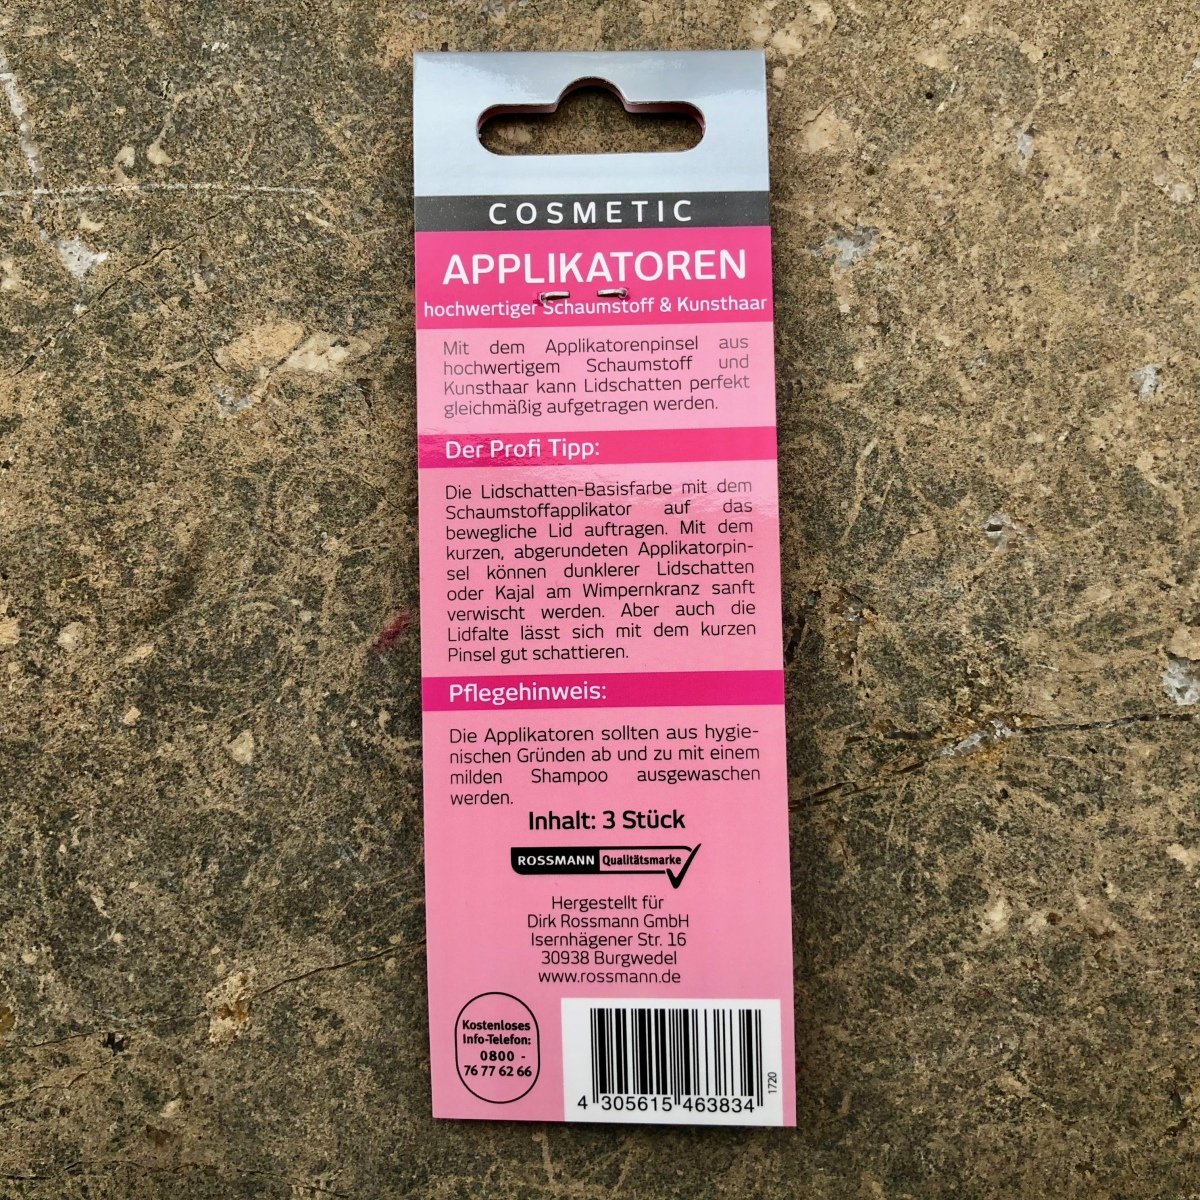 COSMETIC
APPLIKATOREN
hochwertiger Schaumstoff & Kunsthaar
Mit dem Applikatorenpinsel aus
hochwertigem Schaumstoff und
Kunsthaar kann Lidschatten perfekt
gleichmäßig aufgetragen werden.
Der Profi Tipp:
Die Lidschatten-Basisfarbe mit dem
Schaumstoffapplikator auf das
bewegliche Lid auftragen. Mit dem
kurzen, abgerundeten Applikatorpin-
sel können dunklerer Lidschatten
oder Kajal am Wimpernkranz sanft
verwischt werden. Aber auch die
Lidfalte lässt sich mit dem kurzen
Pinsel gut schattieren.
Pflegehinweis:
Die Applikatoren sollten aus hygie-
nischen Gründen ab und zu mit einem
milden Shampoo ausgewaschen
werden.
Inhalt: 3 Stück
ROSSMANN Qualitätsmarke
Hergestellt für
Dirk Rossmann GmbH
Isernhägener Str. 16
30938 Burgwedel
www.rossmann.de
Kostenloses
Info-Telefon:
0800 -
76 77 62 66
4 305615 463834
1720